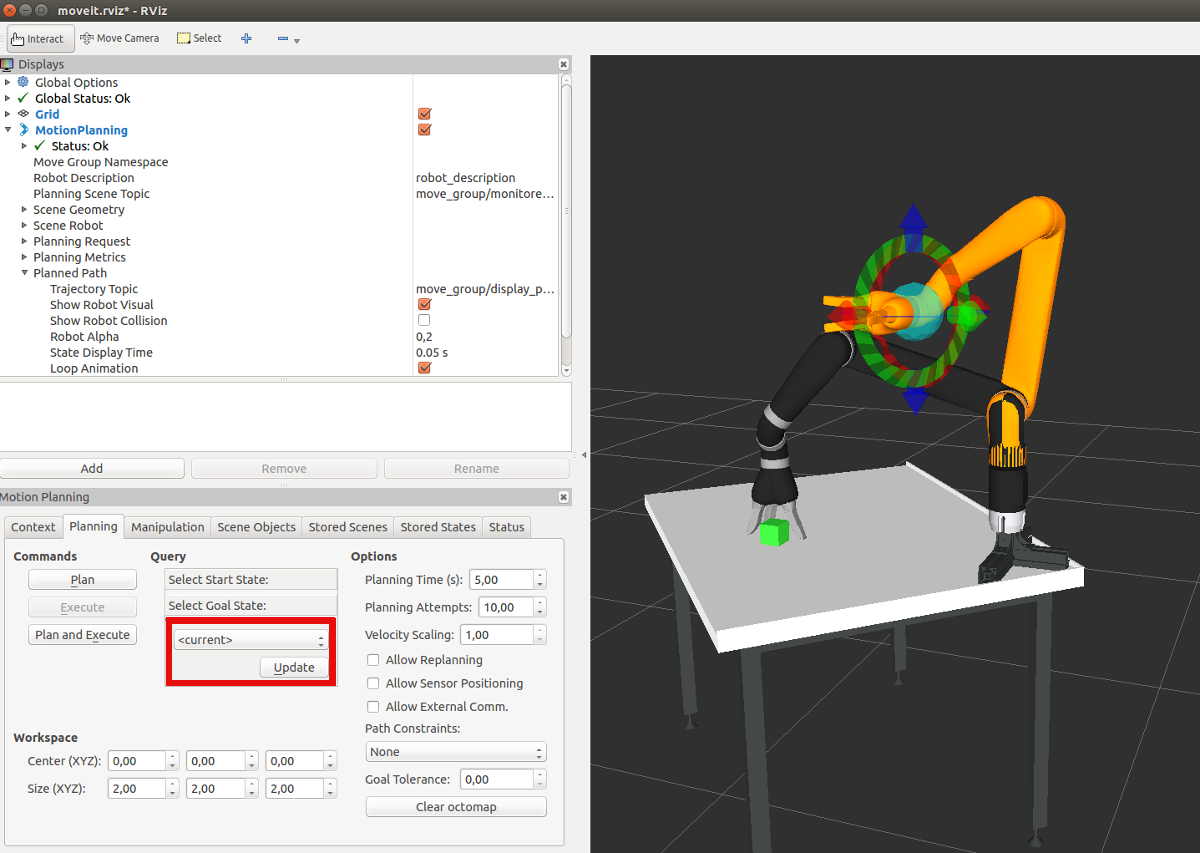 moveit.rviz* - RViz
Interact Move Camera Select
Displays
Global Options
Global Status: Ok
Grid
MotionPlanning
Status: Ok
Move Group Namespace
Robot Description robot_description
Planning Scene Topic move_group/monitore...
Scene Geometry
Scene Robot
Planning Request
Planning Metrics
Planned Path
Trajectory Topic move_group/display_p...
Show Robot Visual
Show Robot Collision
Robot Alpha 0,2
State Display Time 0.05 s
Loop Animation
Add Remove Rename
Motion Planning
Context Planning Manipulation Scene Objects Stored Scenes Stored States Status
Commands Query Options
Plan Select Start State: Planning Time (s): 5,00
Execute Select Goal State: Planning Attempts: 10,00
Plan and Execute <current> Velocity Scaling: 1,00
Update Allow Replanning
Allow Sensor Positioning
Allow External Comm.
Path Constraints:
Workspace
None
Center (XYZ): 0,00 0,00 0,00
Goal Tolerance: 0,00
Size (XYZ): 2,00 2,00 2,00
Clear octomap